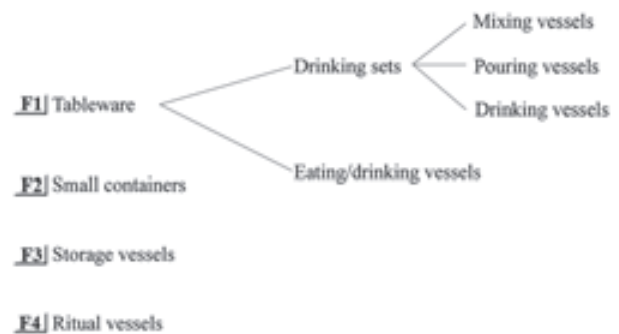 Mixing vessels
Drinking sets
Pouring vessels
F1 Tableware
Drinking vessels
Eating/drinking vessels
F2 Small containers
F3 Storage vessels
F4 Ritual vessels